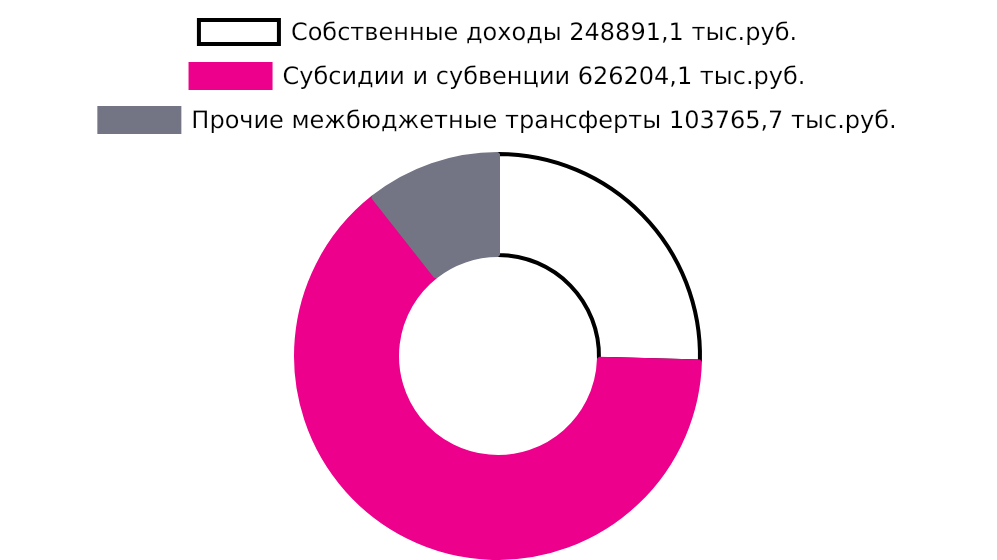 Собственные доходы 248891,1 тыс.руб.
Субсидии и субвенции 626204,1 тыс.руб.
Прочие межбюджетные трансферты 103765,7 тыс.руб.